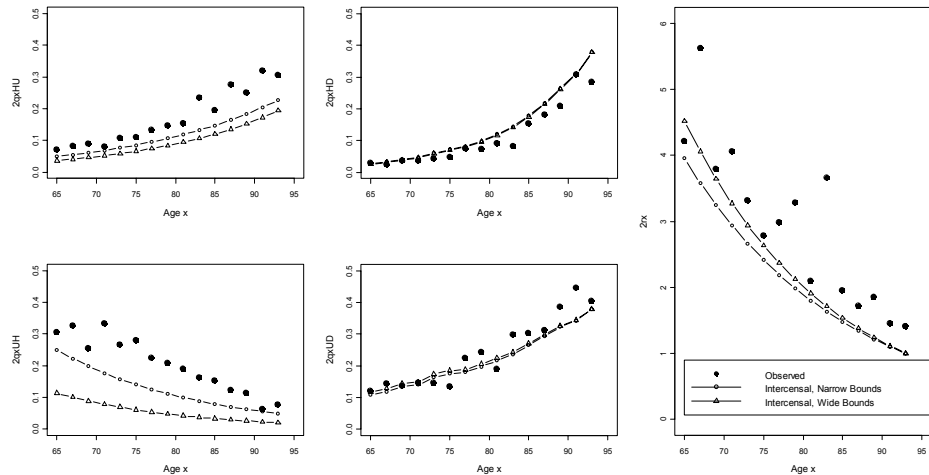 2qxHU
0.0 0.1 0.2 0.3 0.4 0.5
65 70 75 80 85 90 95
Age x
2qxHD
0.0 0.1 0.2 0.3 0.4 0.5
65 70 75 80 85 90 95
Age x
2qxUH
0.0 0.1 0.2 0.3 0.4 0.5
65 70 75 80 85 90 95
Age x
2qxUD
0.0 0.1 0.2 0.3 0.4 0.5
65 70 75 80 85 90 95
Age x
2rx
0 1 2 3 4 5 6
Observed
Intercensal, Narrow Bounds
Intercensal, Wide Bounds
65 70 75 80 85 90 95
Age x